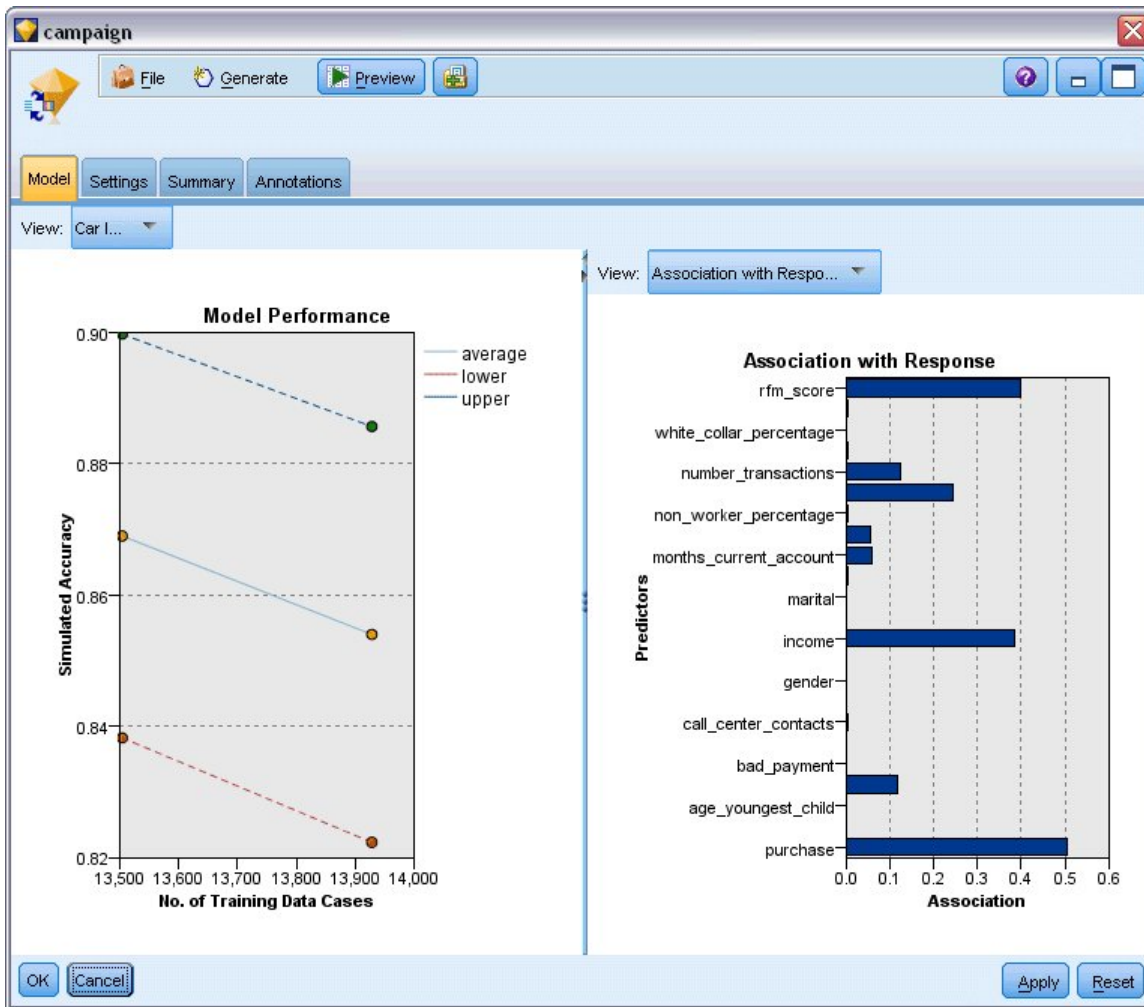 campaign
File Generate Preview
Model Settings Summary Annotations
View: Car I...
Model Performance
0.90
0.88
0.86
0.84
0.82
Simulated Accuracy
13,500 13,600 13,700 13,800 13,900 14,000
No. of Training Data Cases
average
lower
upper
View: Association with Respo...
Association with Response
rfm_score
white_collar_percentage
number_transactions
non_worker_percentage
months_current_account
marital
income
gender
call_center_contacts
bad_payment
age_youngest_child
purchase
Predictors
0.0 0.1 0.2 0.3 0.4 0.5 0.6
Association
OK Cancel Apply Reset